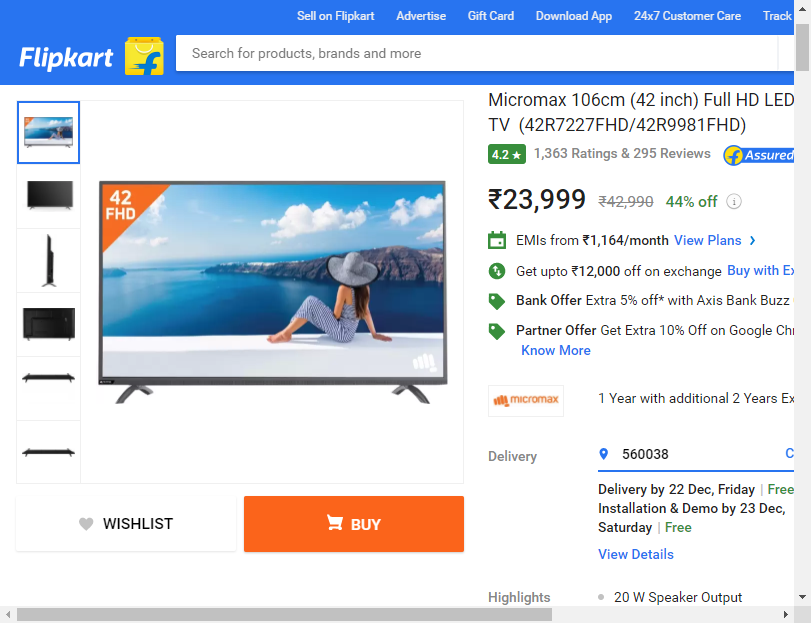 Sell on Flipkart Advertise Gift Card Download App 24x7 Customer Care Track
Flipkart
Search for products, brands and more
Micromax 106cm (42 inch) Full HD LED
TV (42R7227FHD/42R9981FHD)
4.2 ★ 1,363 Ratings & 295 Reviews Assured
₹23,999 ₹42,990 44% off
EMIs from ₹1,164/month View Plans
Get upto ₹12,000 off on exchange Buy with Ex
Bank Offer Extra 5% off* with Axis Bank Buzz
Partner Offer Get Extra 10% Off on Google Chr
Know More
42
FHD
micromax 1 Year with additional 2 Years Ex
Delivery 560038 C
Delivery by 22 Dec, Friday | Free
Installation & Demo by 23 Dec,
Saturday | Free
View Details
WISHLIST BUY
Highlights 20 W Speaker Output